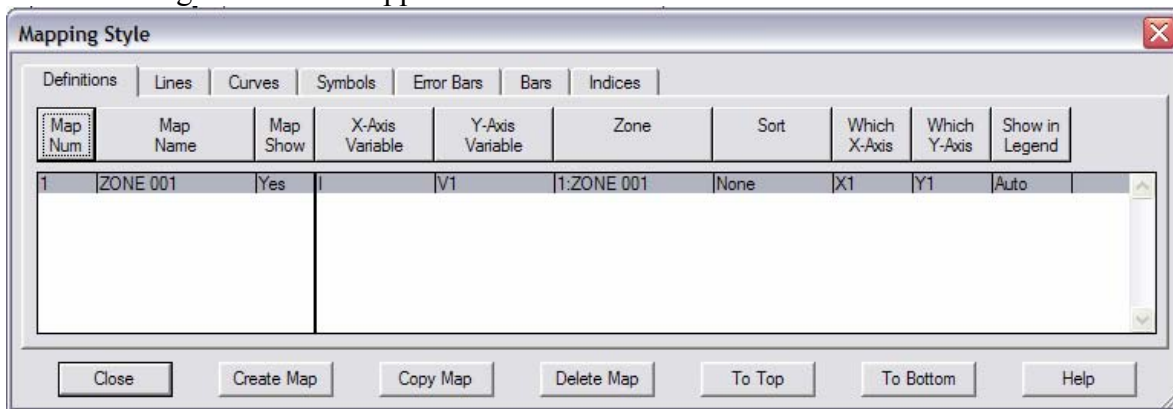 Mapping Style
Definitions Lines Curves Symbols Error Bars Bars Indices
Map Num Map Name Map Show X-Axis Variable Y-Axis Variable Zone Sort Which X-Axis Which Y-Axis Show in Legend
1 ZONE 001 Yes I V1 1:ZONE 001 None X1 Y1 Auto
Close Create Map Copy Map Delete Map To Top To Bottom Help